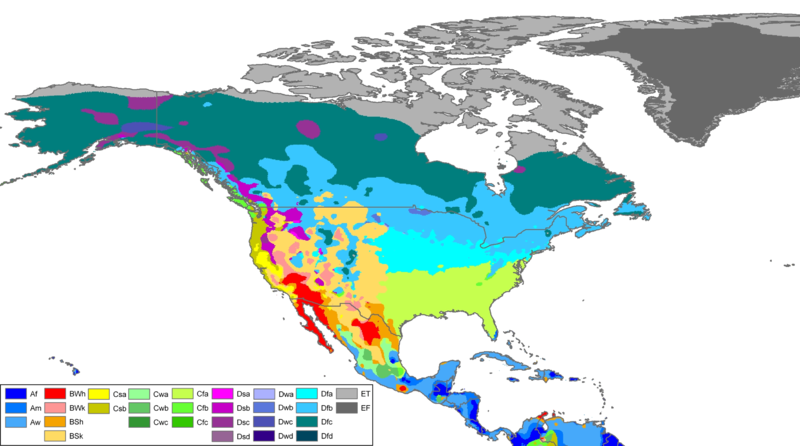 Af BWh Csa Cwa Cfa Dsa Dwa Dfa ET
Am BWk Csb Cwb Cfb Dsb Dwb Dfb EF
Aw BSh Cwc Cfc Dsc Dwc Dfc
BSk Dsd Dwd Dfd